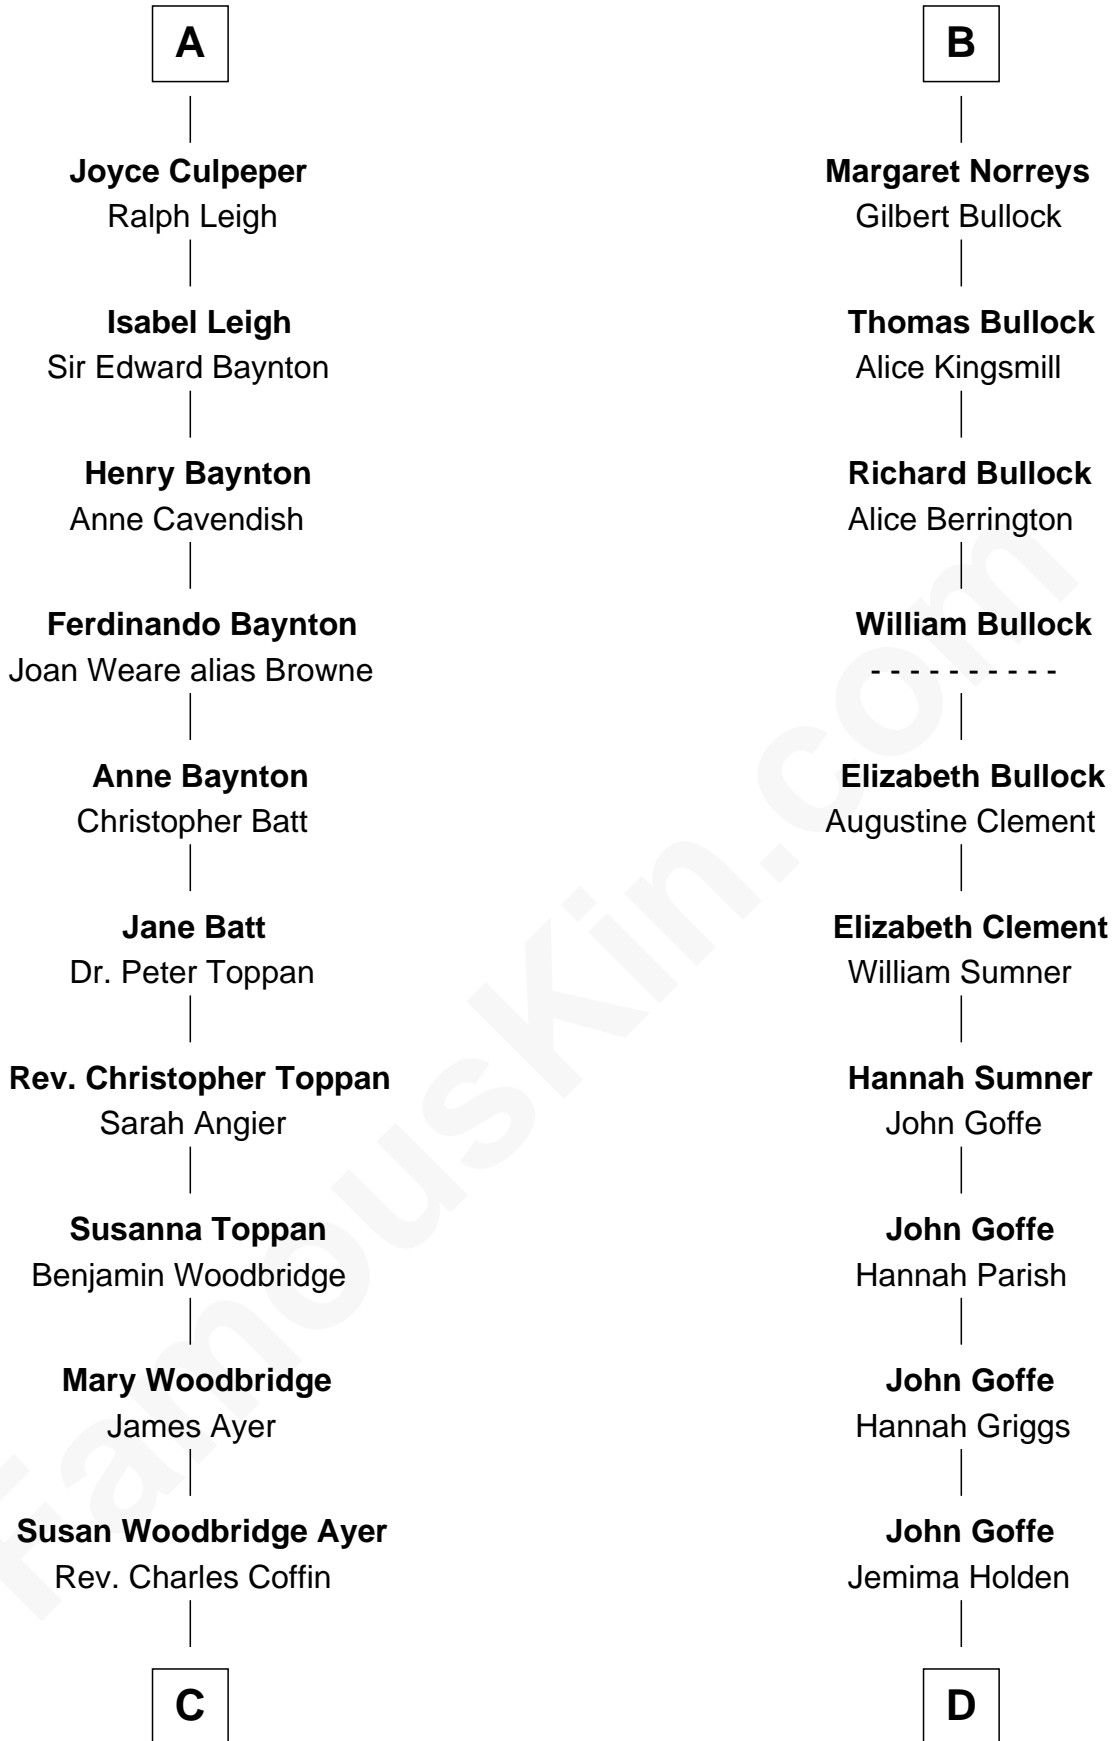 A
Joyce Culpeper
Ralph Leigh
Isabel Leigh
Sir Edward Baynton
Henry Baynton
Anne Cavendish
Ferdinando Baynton
Joan Weare alias Browne
Anne Baynton
Christopher Batt
Jane Batt
Dr. Peter Toppan
Rev. Christopher Toppan
Sarah Angier
Susanna Toppan
Benjamin Woodbridge
Mary Woodbridge
James Ayer
Susan Woodbridge Ayer
Rev. Charles Coffin
C
B
Margaret Norreys
Gilbert Bullock
Thomas Bullock
Alice Kingsmill
Richard Bullock
Alice Berrington
William Bullock
- - - - - - - - - -
Elizabeth Bullock
Augustine Clement
Elizabeth Clement
William Sumner
Hannah Sumner
John Goffe
John Goffe
Hannah Parish
John Goffe
Hannah Griggs
John Goffe
Jemima Holden
D
FamousKin.com